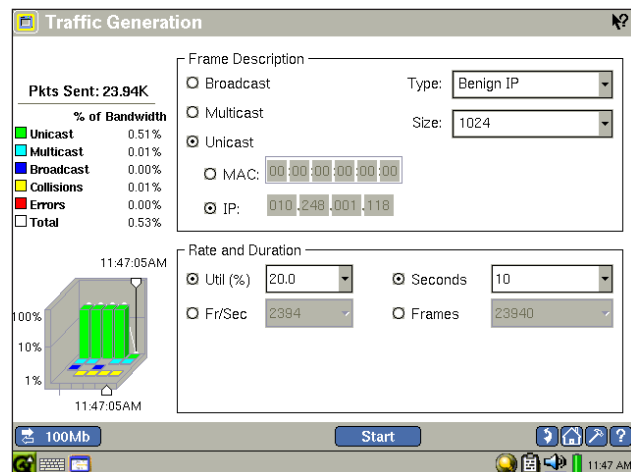 Traffic Generation
Pkts Sent: 23.94K
% of Bandwidth
Unicast 0.51%
Multicast 0.01%
Broadcast 0.00%
Collisions 0.01%
Errors 0.00%
Total 0.53%
11:47:05AM
100%
10%
1%
11:47:05AM
Frame Description
Broadcast
Multicast
Unicast
MAC: 00:00:00:00:00:00
IP: 010.248.001.118
Type: Benign IP
Size: 1024
Rate and Duration
Util (%) 20.0
Seconds 10
Fr/Sec 2394
Frames 23940
100Mb
Start
?
11:47 AM